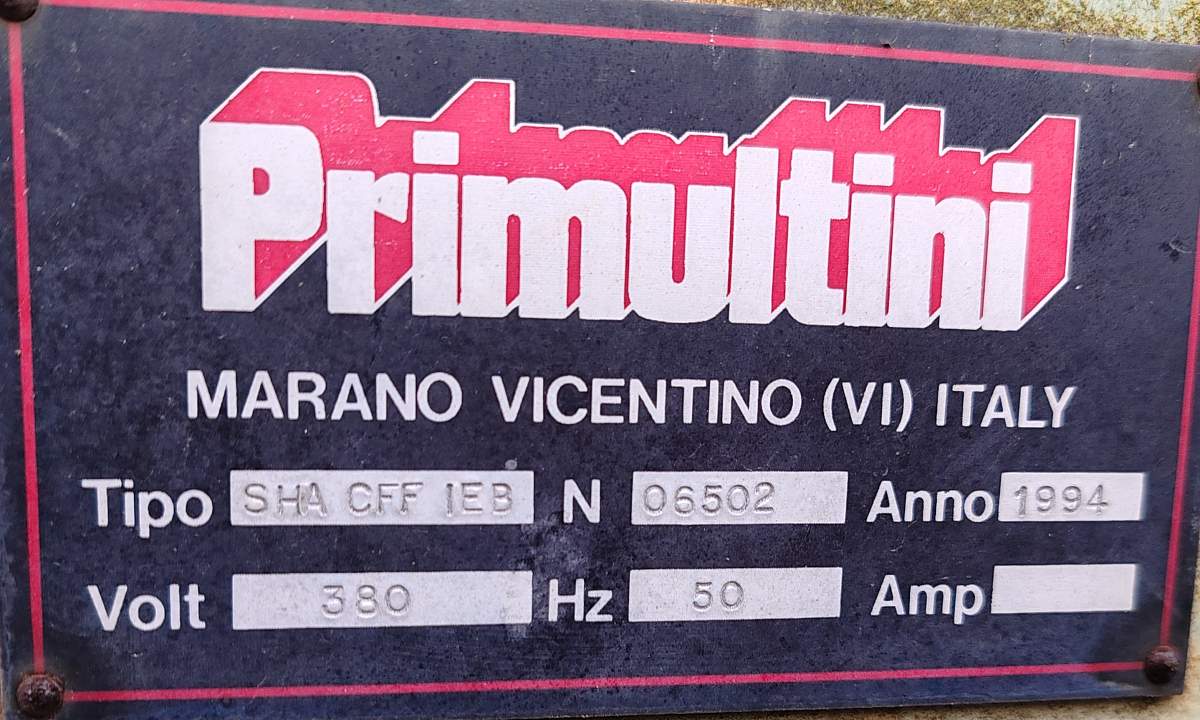 Primultini
MARANO VICENTINO (VI) ITALY
Tipo SHA CFF IEB N 06502 Anno 1994
Volt 380 Hz 50 Amp